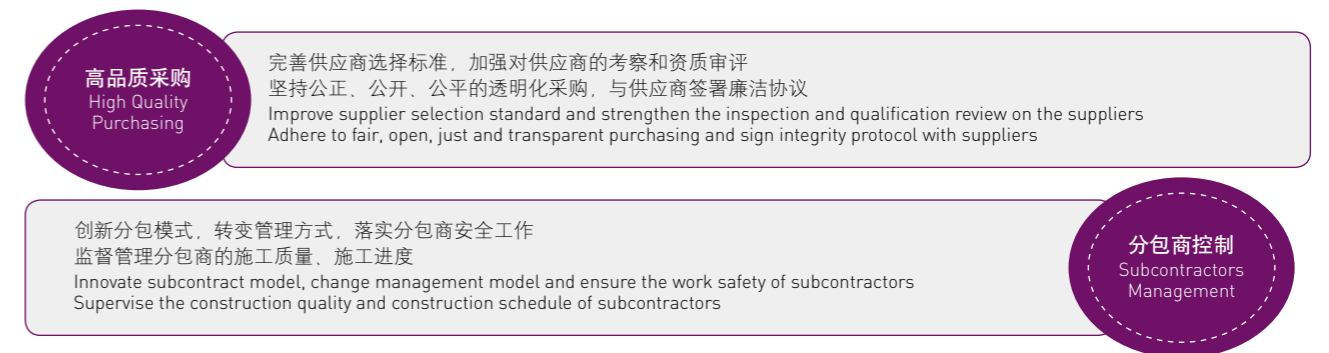 高品质采购
High Quality
Purchasing
完善供应商选择标准，加强对供应商的考察和资质审评
坚持公正、公开、公平的透明化采购，与供应商签署廉洁协议
Improve supplier selection standard and strengthen the inspection and qualification review on the suppliers
Adhere to fair, open, just and transparent purchasing and sign integrity protocol with suppliers
创新分包模式，转变管理方式，落实分包商安全工作
监督管理分包商的施工质量、施工进度
Innovate subcontract model, change management model and ensure the work safety of subcontractors
Supervise the construction quality and construction schedule of subcontractors
分包商控制
Subcontractors
Management